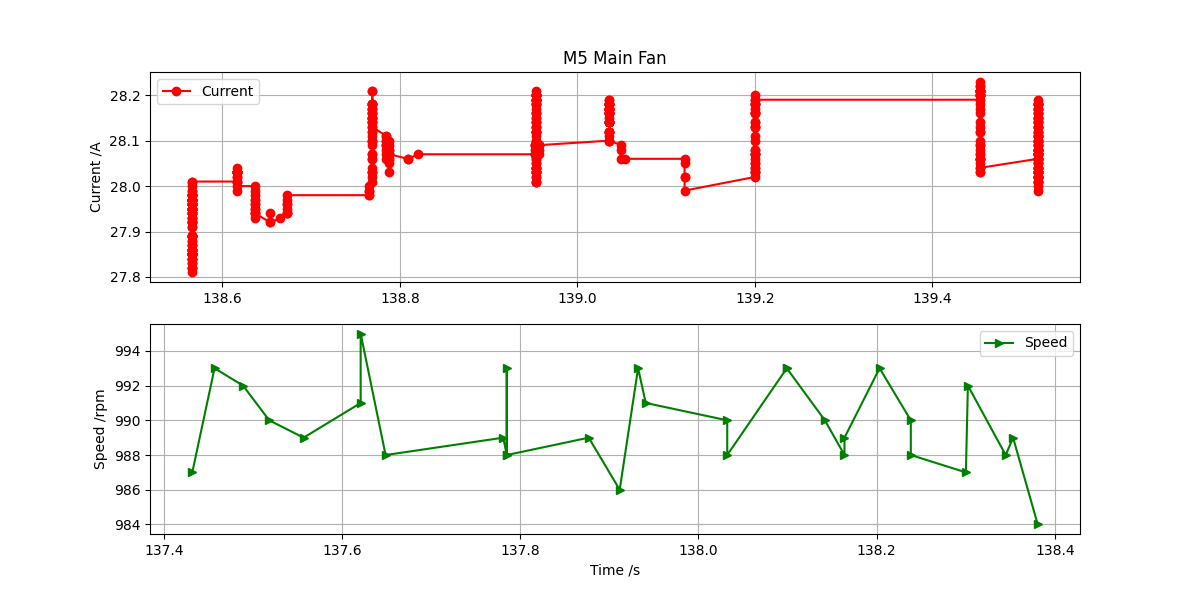 M5 Main Fan
Current /A
28.2
28.1
28.0
27.9
27.8
Current
138.6 138.8 139.0 139.2 139.4
Speed /rpm
994
992
990
988
986
984
Speed
137.4 137.6 137.8 138.0 138.2 138.4
Time /s